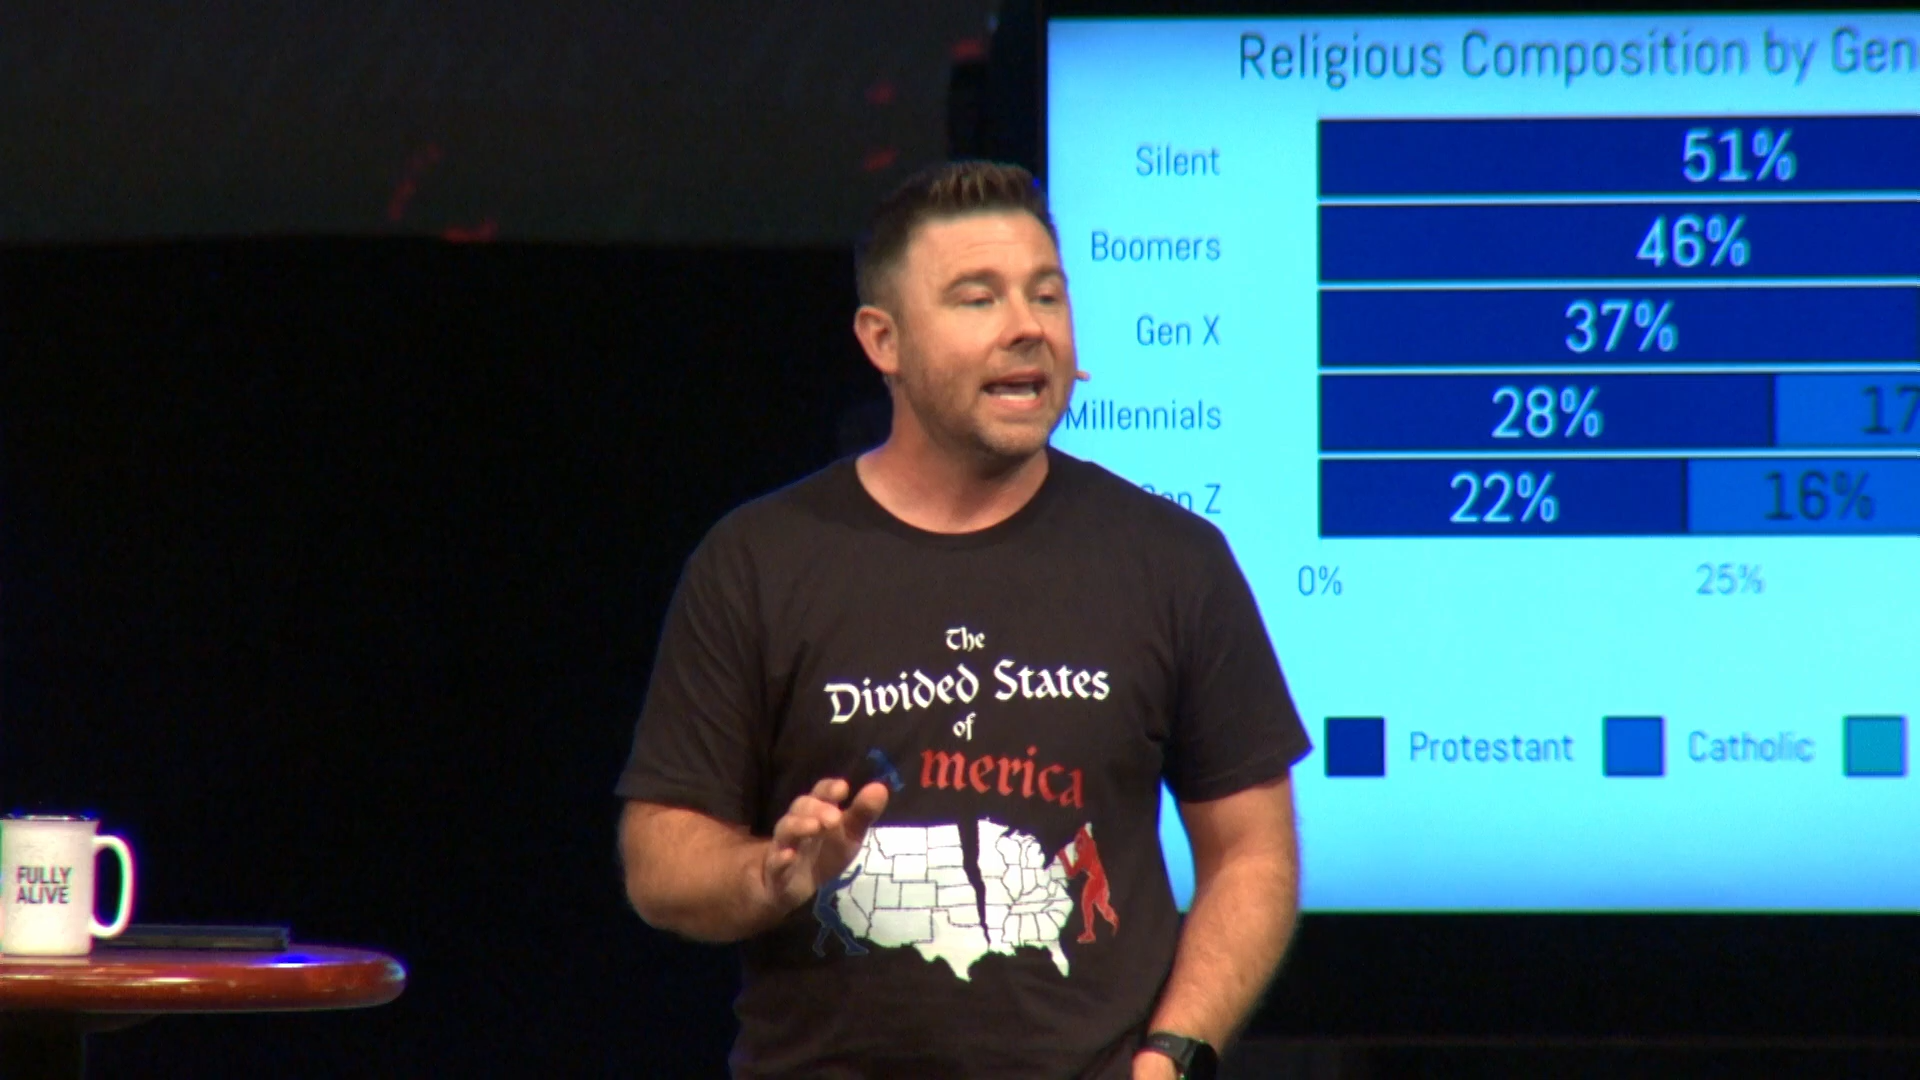 Religious Composition by Gen
Silent 51%
Boomers 46%
Gen X 37%
Millennials 28% 17
Z 22% 16%
0% 25%
Protestant Catholic
The
Divided States
of
merica
FULLY
ALIVE